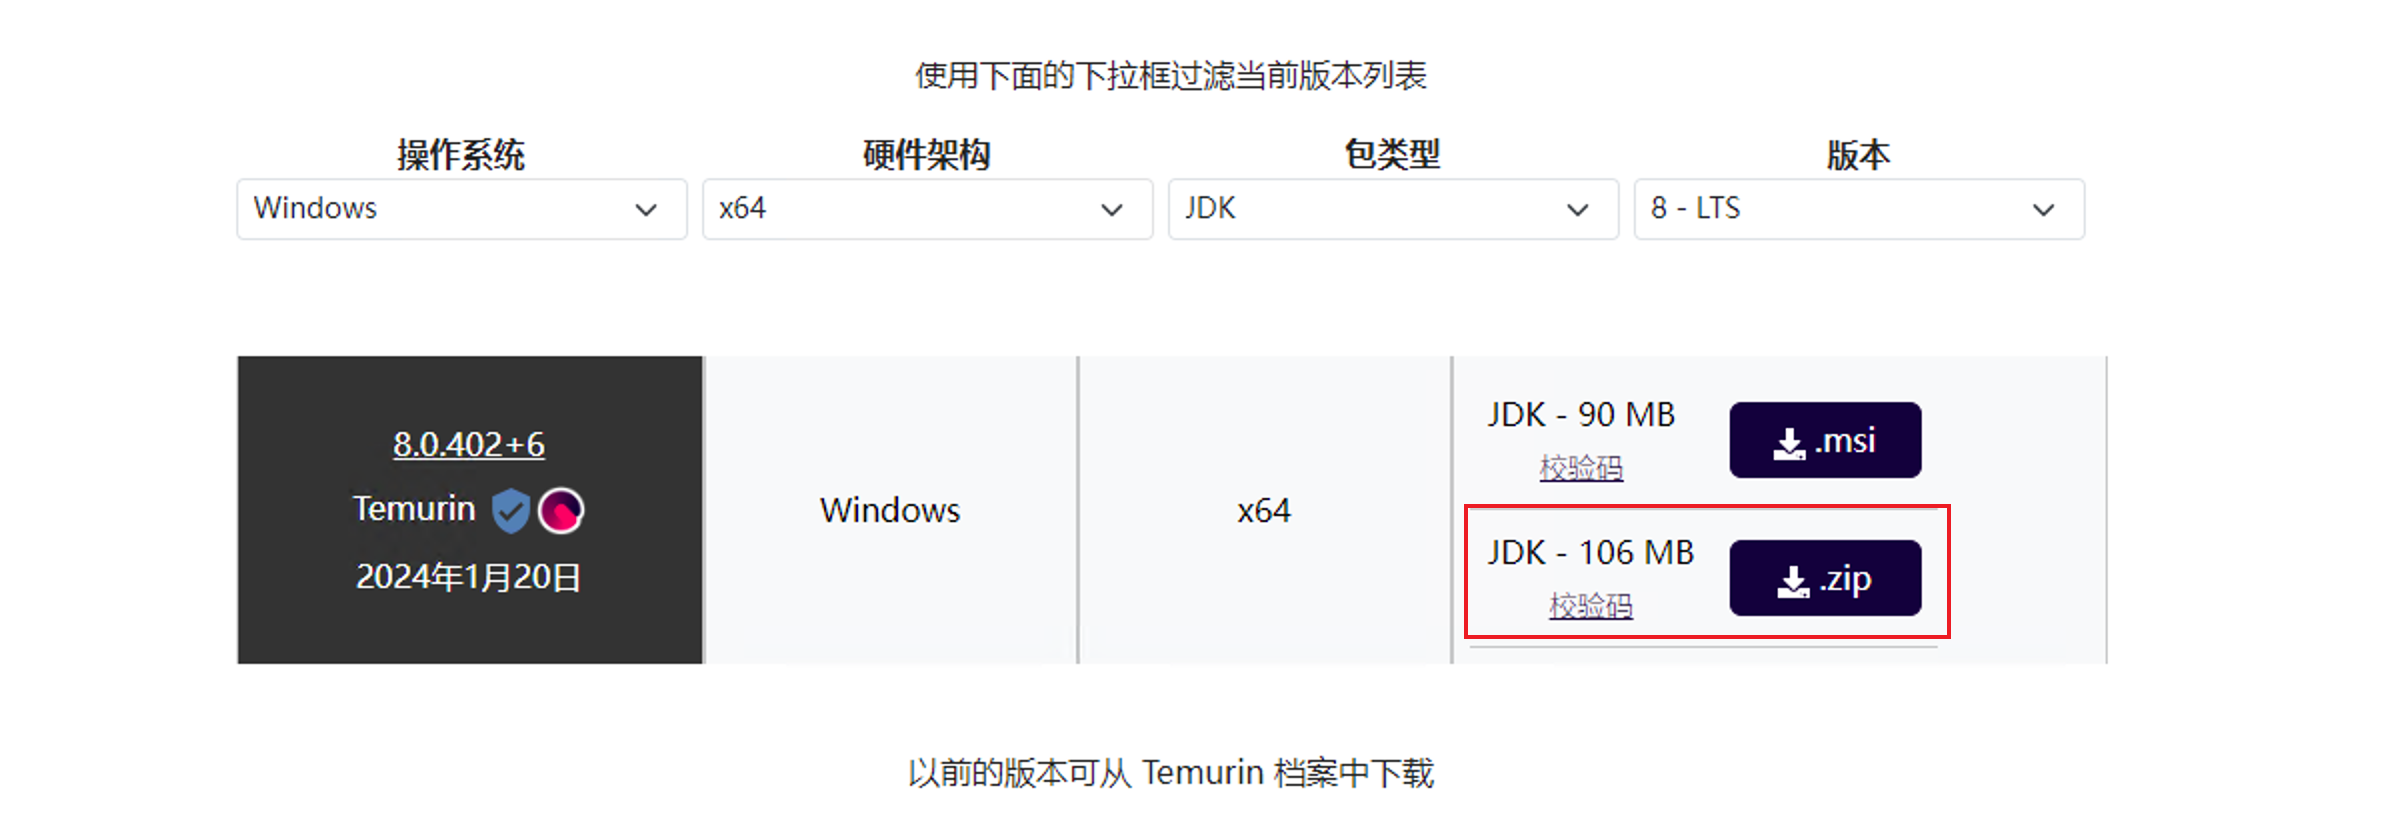 使用下面的下拉框过滤当前版本列表
操作系统
硬件架构
包类型
版本
Windows
x64
JDK
8 - LTS
8.0.402+6
Temurin
2024年1月20日
Windows
x64
JDK - 90 MB
校验码
.msi
JDK - 106 MB
校验码
.zip
以前的版本可从 Temurin 档案中下载